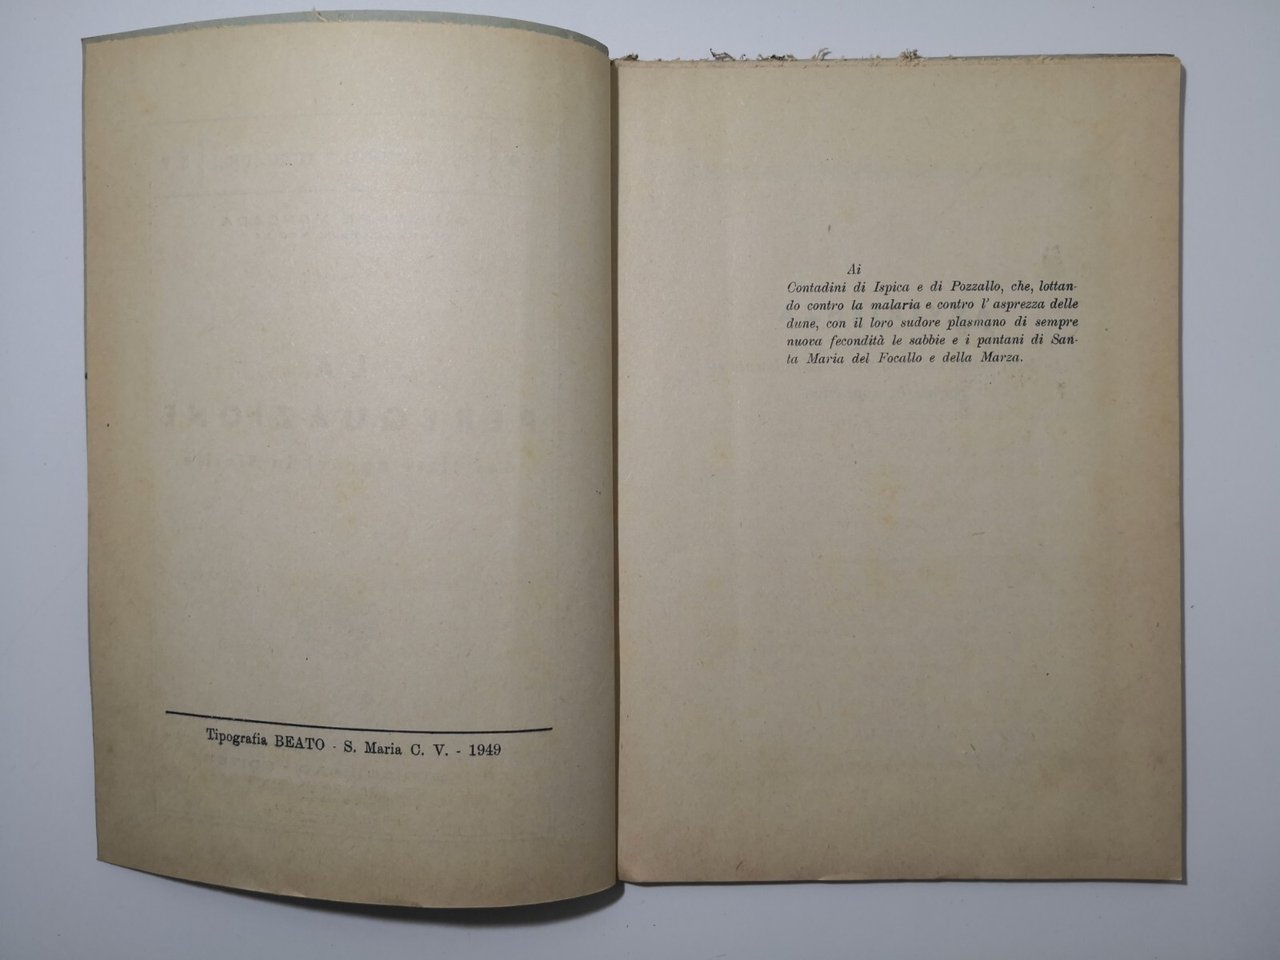 Tipografia BEATO - S. Maria C. V. - 1949
Ai
Contadini di Ispica e di Pozzallo, che, lottan-
do contro la malaria e contro l'asprezza delle
dune, con il loro sudore plasmano di sempre
nuova fecondità le sabbie e i pantani di San-
ta Maria del Focallo e della Marza.